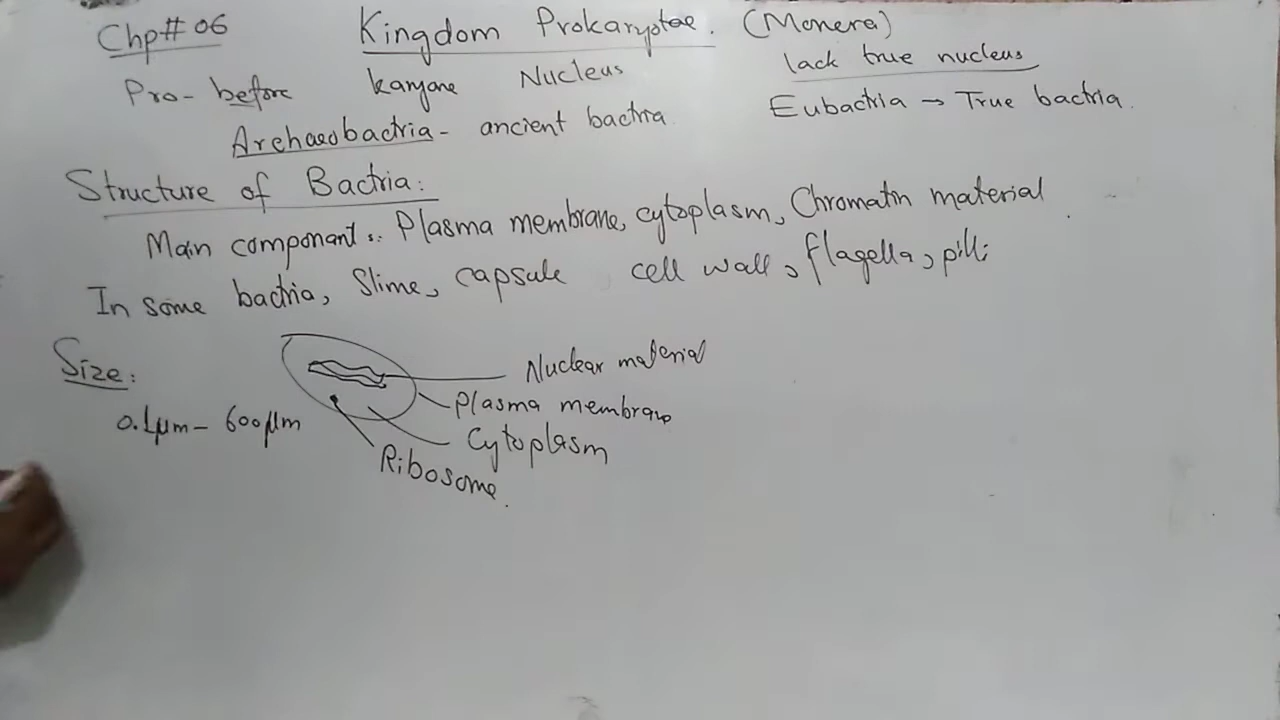 Chp# 06 Kingdom Prokaryotae. (Monera)
lack true nucleus
Pro- before karyone Nucleus
Eubactria → True bactria.
Archaeobactria - ancient bactria
Structure of Bactria:
Main componant:. Plasma membrane, cytoplasm, Chromatin material.
In some bactria, Slime, capsule cell wall, flagella, pilli
Size:
0.1μm - 600μm
Nuclear material
Plasma membrane
Cytoplasm
Ribosome.